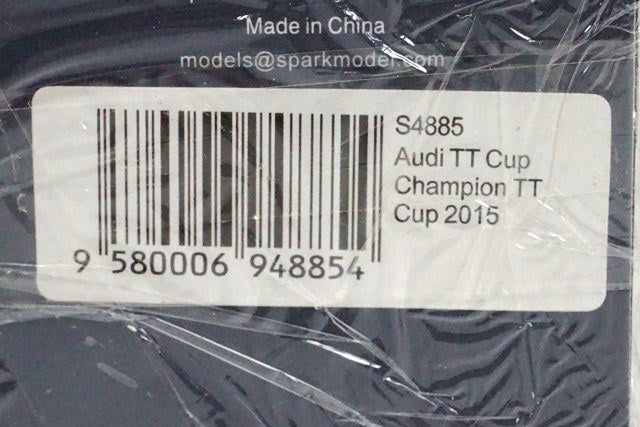 Made in China
models@sparkmodel.com
S4885
Audi TT Cup
Champion TT
Cup 2015
9 580006 948854